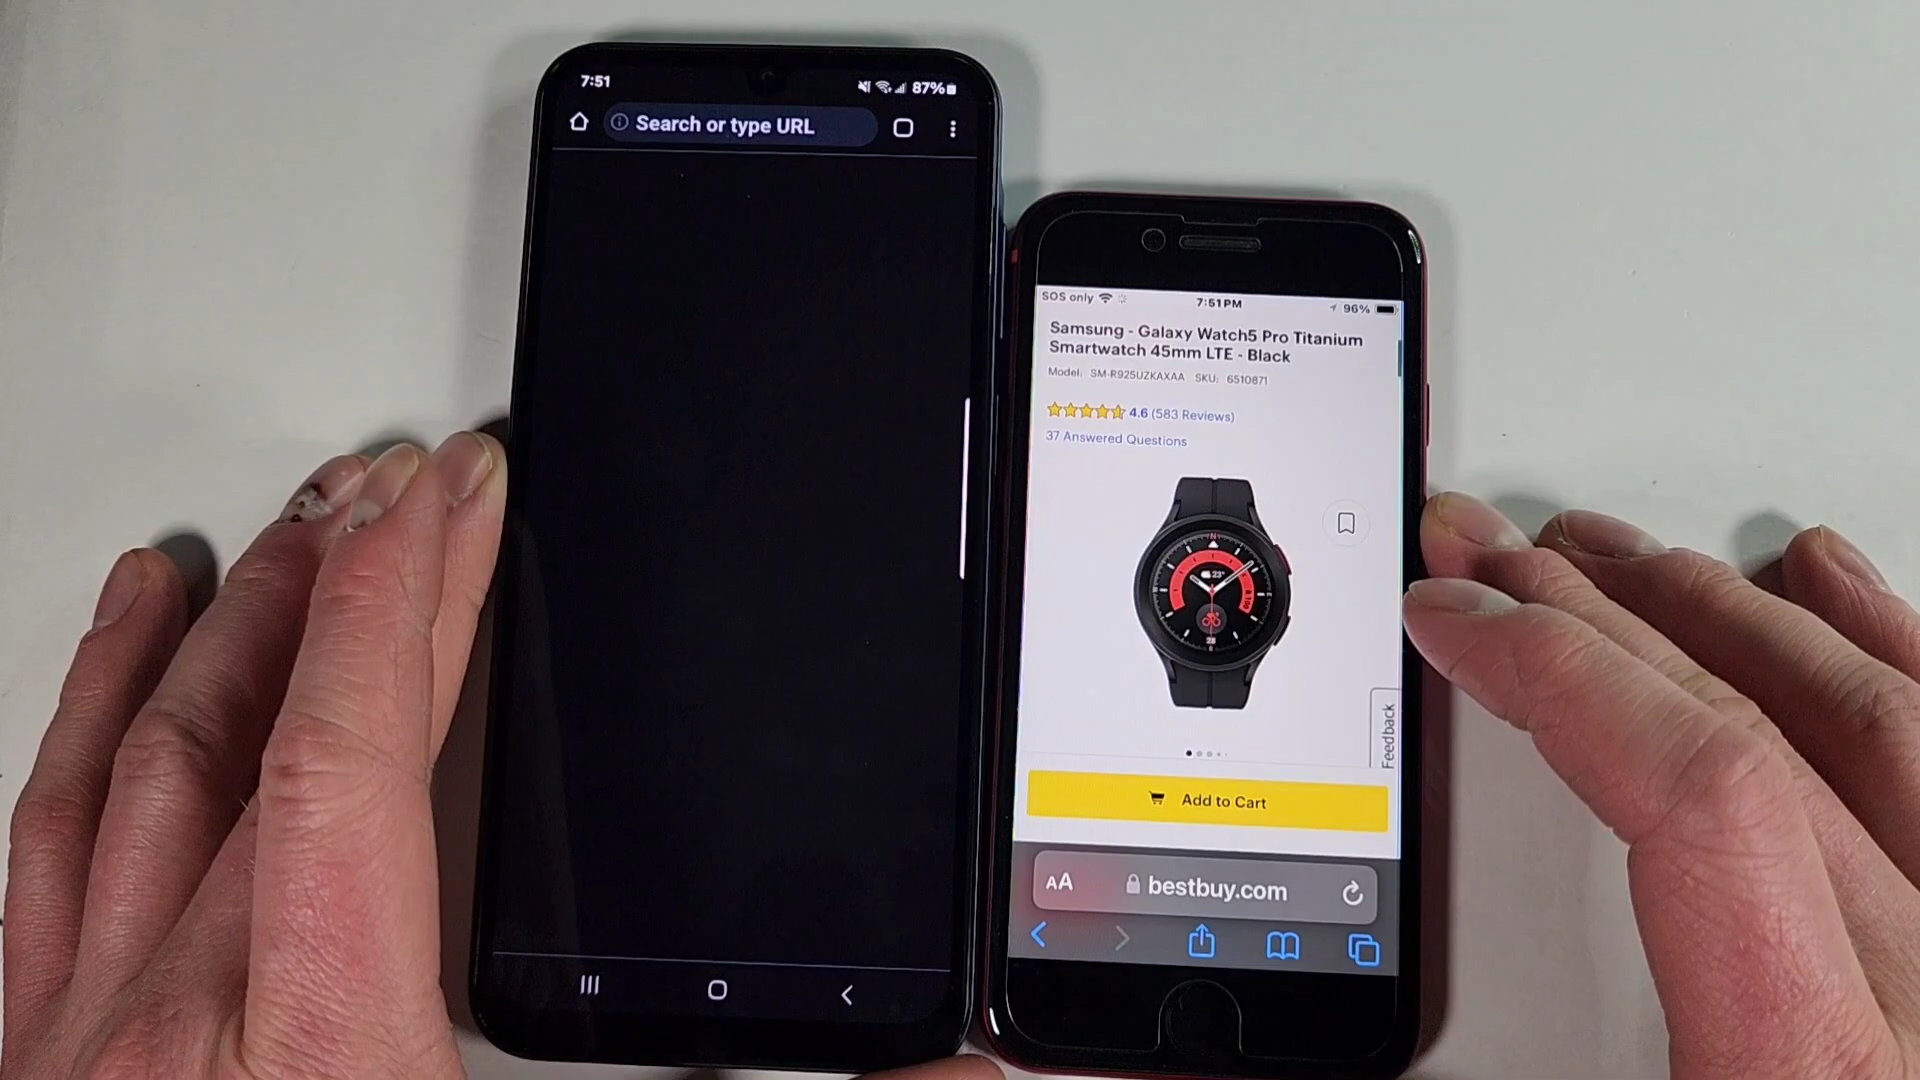 7:51
87%
Search or type URL
SOS only
7:51 PM
96%
Samsung - Galaxy Watch5 Pro Titanium
Smartwatch 45mm LTE - Black
Model: SM-R925UZKAXAA SKU: 6510871
4.6 (583 Reviews)
37 Answered Questions
N
23°
28
Feedback
Add to Cart
AA
bestbuy.com